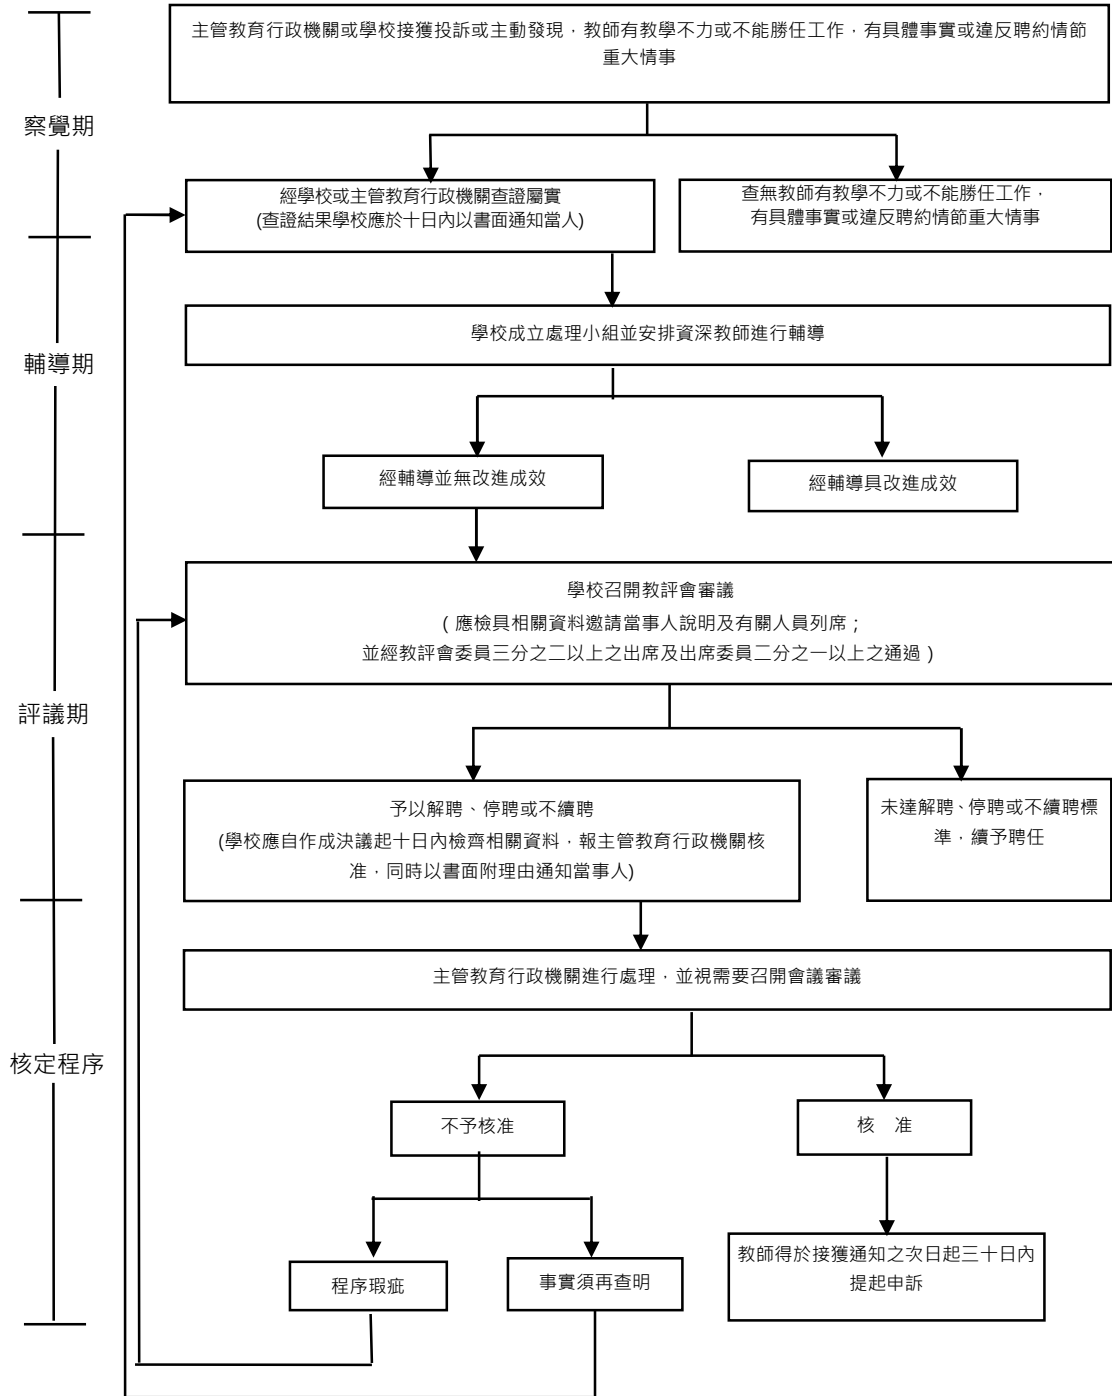 主管教育行政機關或學校接獲投訴或主動發現，教師有教學不力或不能勝任工作，有具體事實或違反聘約情節
重大情事
察覺期
經學校或主管教育行政機關查證屬實
(查證結果學校應於十日內以書面通知當人)
查無教師有教學不力或不能勝任工作，
有具體事實或違反聘約情節重大情事
學校成立處理小組並安排資深教師進行輔導
輔導期
經輔導並無改進成效
經輔導具改進成效
學校召開教評會審議
( 應檢具相關資料邀請當事人說明及有關人員列席；
並經教評會委員三分之二以上之出席及出席委員二分之一以上之通過 )
評議期
予以解聘、停聘或不續聘
(學校應自作成決議起十日內檢齊相關資料，報主管教育行政機關核
准，同時以書面附理由通知當事人)
未達解聘、停聘或不續聘標
準，續予聘任
主管教育行政機關進行處理，並視需要召開會議審議
核定程序
不予核准
核　准
程序瑕疵
事實須再查明
教師得於接獲通知之次日起三十日內
提起申訴